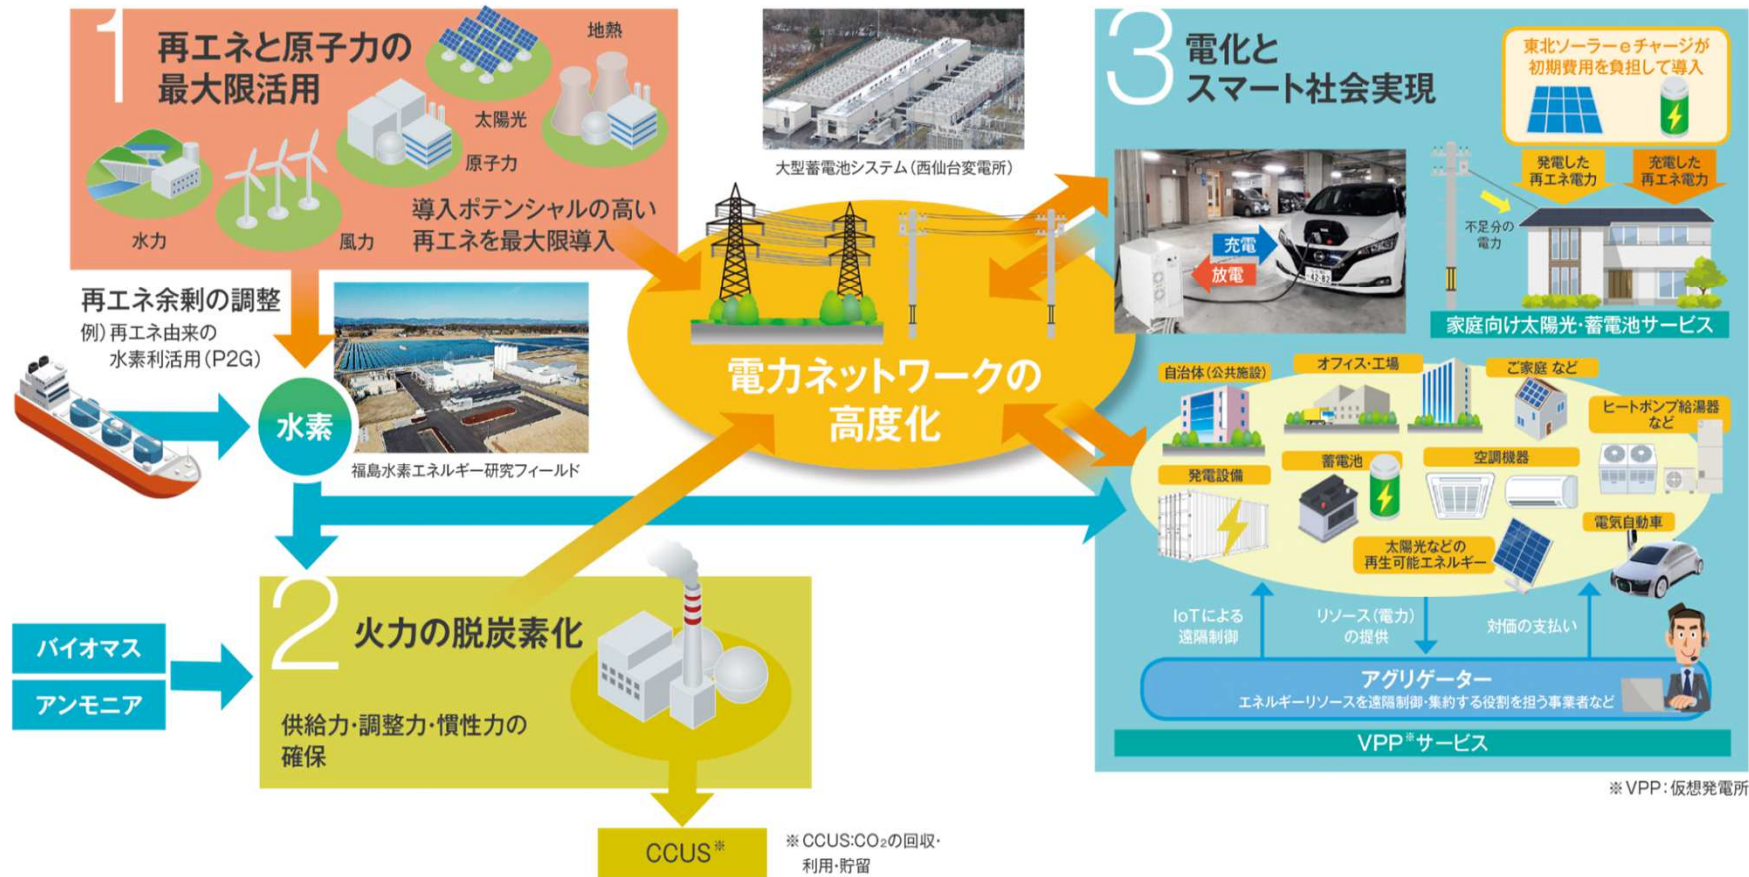 1 再エネと原子力の
最大限活用
地熱
太陽光
原子力
水力
風力
導入ポテンシャルの高い
再エネを最大限導入
再エネ余剰の調整
例）再エネ由来の
水素利活用（P2G）
水素
福島水素エネルギー研究フィールド
大型蓄電池システム（西仙台変電所）
電力ネットワークの
高度化
2 火力の脱炭素化
バイオマス
アンモニア
供給力・調整力・慣性力の
確保
CCUS※
※CCUS:CO₂の回収・
利用・貯留
3 電化と
スマート社会実現
東北ソーラーeチャージが
初期費用を負担して導入
発電した
再エネ電力
充電した
再エネ電力
不足分の
電力
充電
放電
家庭向け太陽光・蓄電池サービス
自治体（公共施設）
オフィス・工場
ご家庭 など
ヒートポンプ給湯器
など
発電設備
蓄電池
空調機器
太陽光などの
再生可能エネルギー
電気自動車
IoTによる
遠隔制御
リソース（電力）
の提供
対価の支払い
アグリゲーター
エネルギーリソースを遠隔制御・集約する役割を担う事業者など
VPP※サービス
※VPP：仮想発電所